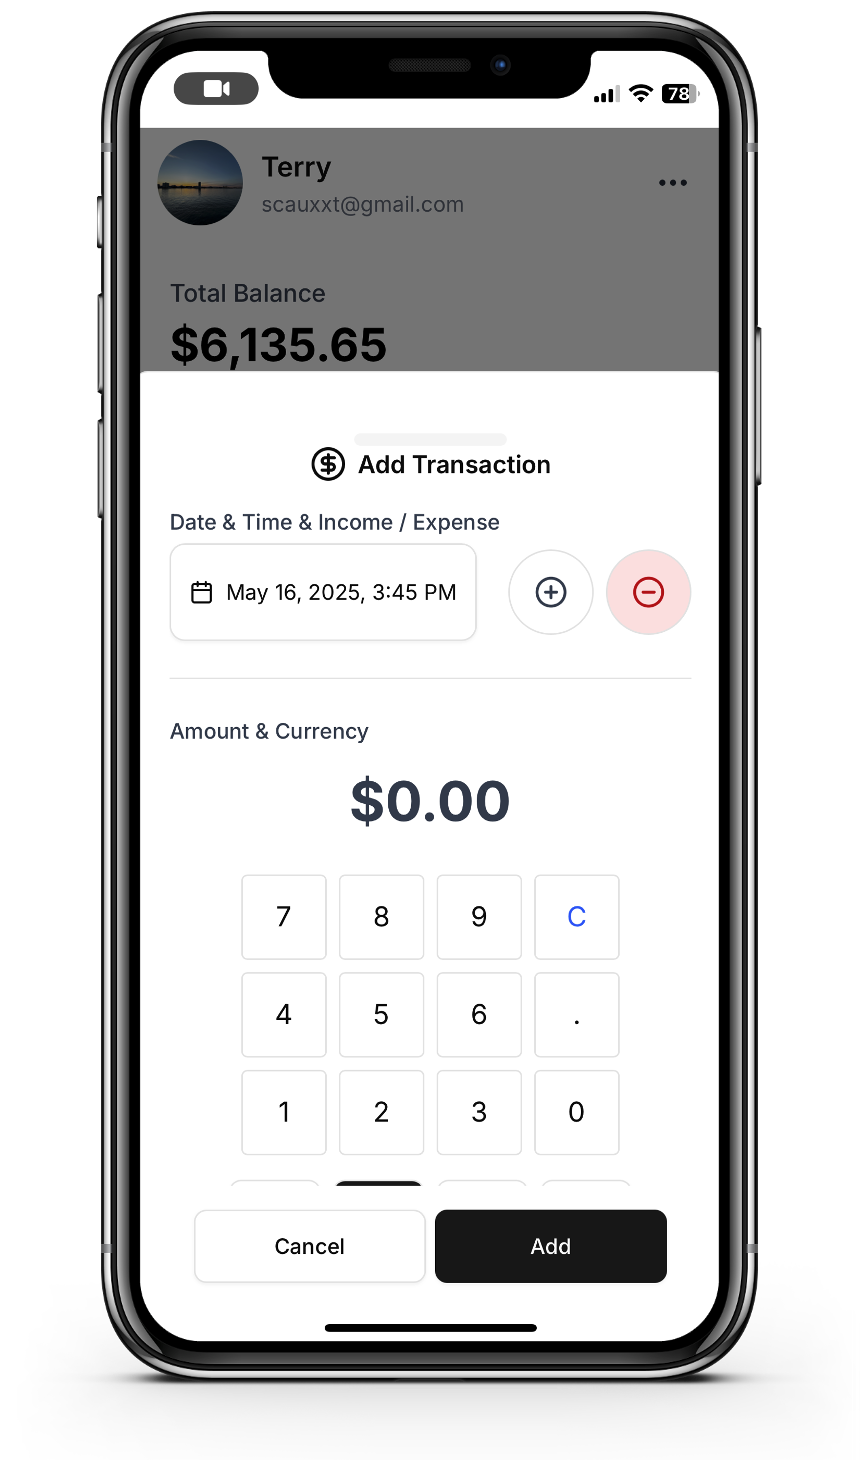 78
Terry
scauxxt@gmail.com
Total Balance
$6,135.65
Add Transaction
Date & Time & Income / Expense
May 16, 2025, 3:45 PM
Amount & Currency
$0.00
7 8 9 C
4 5 6 .
1 2 3 0
Cancel Add